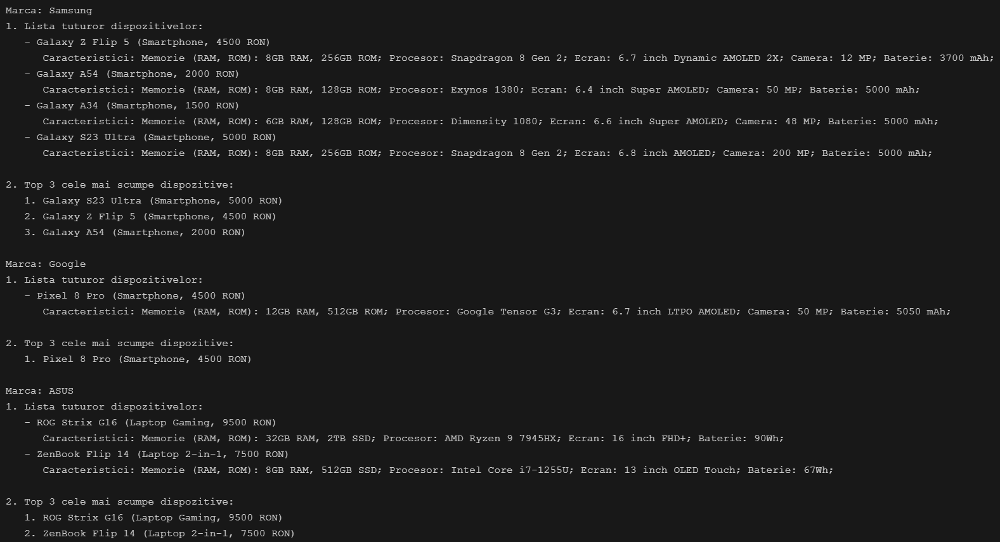 Marca: Samsung
1. Lista tuturor dispozitivelor:
   - Galaxy Z Flip 5 (Smartphone, 4500 RON)
      Caracteristici: Memorie (RAM, ROM): 8GB RAM, 256GB ROM; Procesor: Snapdragon 8 Gen 2; Ecran: 6.7 inch Dynamic AMOLED 2X; Camera: 12 MP; Baterie: 3700 mAh;
   - Galaxy A54 (Smartphone, 2000 RON)
      Caracteristici: Memorie (RAM, ROM): 8GB RAM, 128GB ROM; Procesor: Exynos 1380; Ecran: 6.4 inch Super AMOLED; Camera: 50 MP; Baterie: 5000 mAh;
   - Galaxy A34 (Smartphone, 1500 RON)
      Caracteristici: Memorie (RAM, ROM): 6GB RAM, 128GB ROM; Procesor: Dimensity 1080; Ecran: 6.6 inch Super AMOLED; Camera: 48 MP; Baterie: 5000 mAh;
   - Galaxy S23 Ultra (Smartphone, 5000 RON)
      Caracteristici: Memorie (RAM, ROM): 8GB RAM, 256GB ROM; Procesor: Snapdragon 8 Gen 2; Ecran: 6.8 inch AMOLED; Camera: 200 MP; Baterie: 5000 mAh;

2. Top 3 cele mai scumpe dispozitive:
   1. Galaxy S23 Ultra (Smartphone, 5000 RON)
   2. Galaxy Z Flip 5 (Smartphone, 4500 RON)
   3. Galaxy A54 (Smartphone, 2000 RON)

Marca: Google
1. Lista tuturor dispozitivelor:
   - Pixel 8 Pro (Smartphone, 4500 RON)
      Caracteristici: Memorie (RAM, ROM): 12GB RAM, 512GB ROM; Procesor: Google Tensor G3; Ecran: 6.7 inch LTPO AMOLED; Camera: 50 MP; Baterie: 5050 mAh;

2. Top 3 cele mai scumpe dispozitive:
   1. Pixel 8 Pro (Smartphone, 4500 RON)

Marca: ASUS
1. Lista tuturor dispozitivelor:
   - ROG Strix G16 (Laptop Gaming, 9500 RON)
      Caracteristici: Memorie (RAM, ROM): 32GB RAM, 2TB SSD; Procesor: AMD Ryzen 9 7945HX; Ecran: 16 inch FHD+; Baterie: 90Wh;
   - ZenBook Flip 14 (Laptop 2-in-1, 7500 RON)
      Caracteristici: Memorie (RAM, ROM): 8GB RAM, 512GB SSD; Procesor: Intel Core i7-1255U; Ecran: 13 inch OLED Touch; Baterie: 67Wh;

2. Top 3 cele mai scumpe dispozitive:
   1. ROG Strix G16 (Laptop Gaming, 9500 RON)
   2. ZenBook Flip 14 (Laptop 2-in-1, 7500 RON)